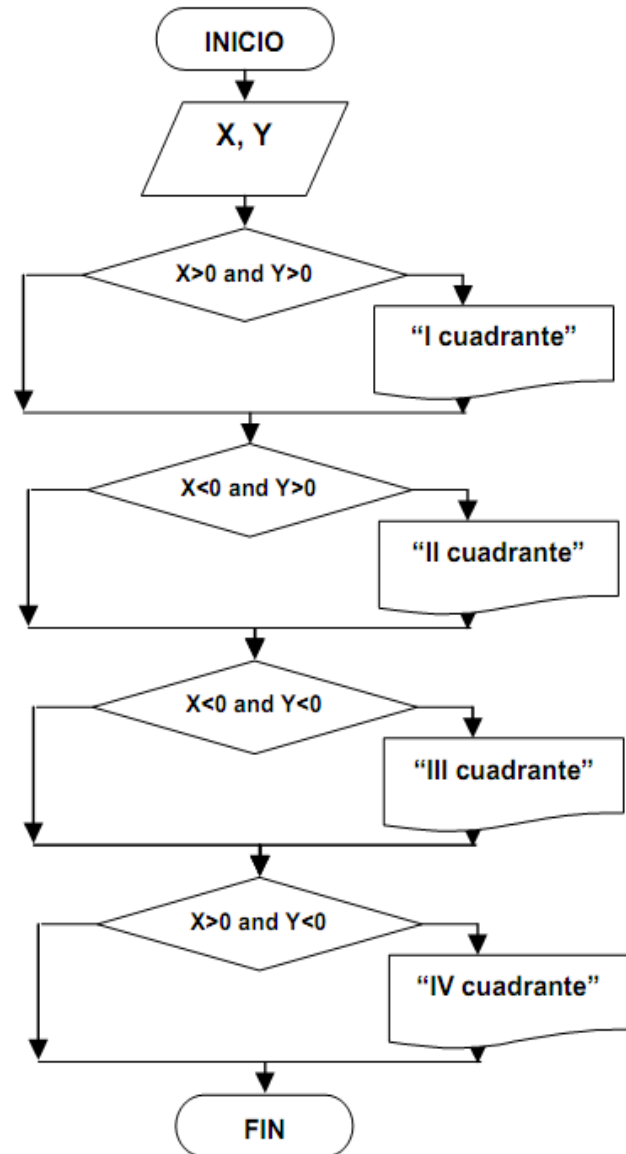 INICIO
X, Y
X>0 and Y>0
“I cuadrante”
X<0 and Y>0
“II cuadrante”
X<0 and Y<0
“III cuadrante”
X>0 and Y<0
“IV cuadrante”
FIN